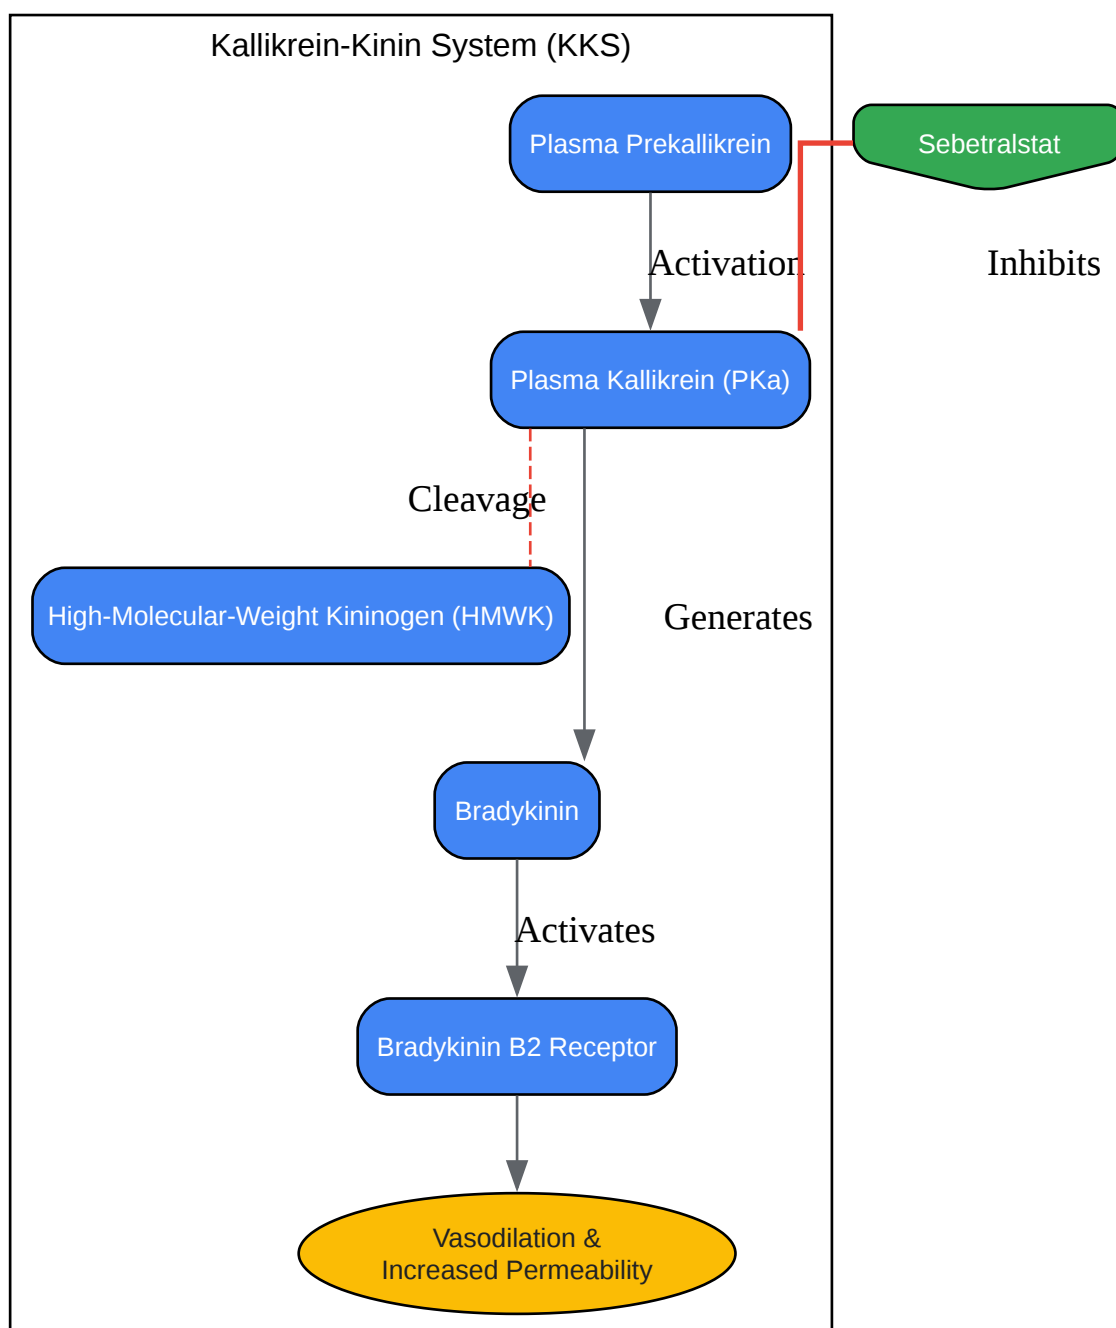 Kallikrein-Kinin System (KKS)
Plasma Prekallikrein
Sebetralstat
Activation
Inhibits
Plasma Kallikrein (PKa)
Cleavage
High-Molecular-Weight Kininogen (HMWK)
Generates
Bradykinin
Activates
Bradykinin B2 Receptor
Vasodilation &
Increased Permeability